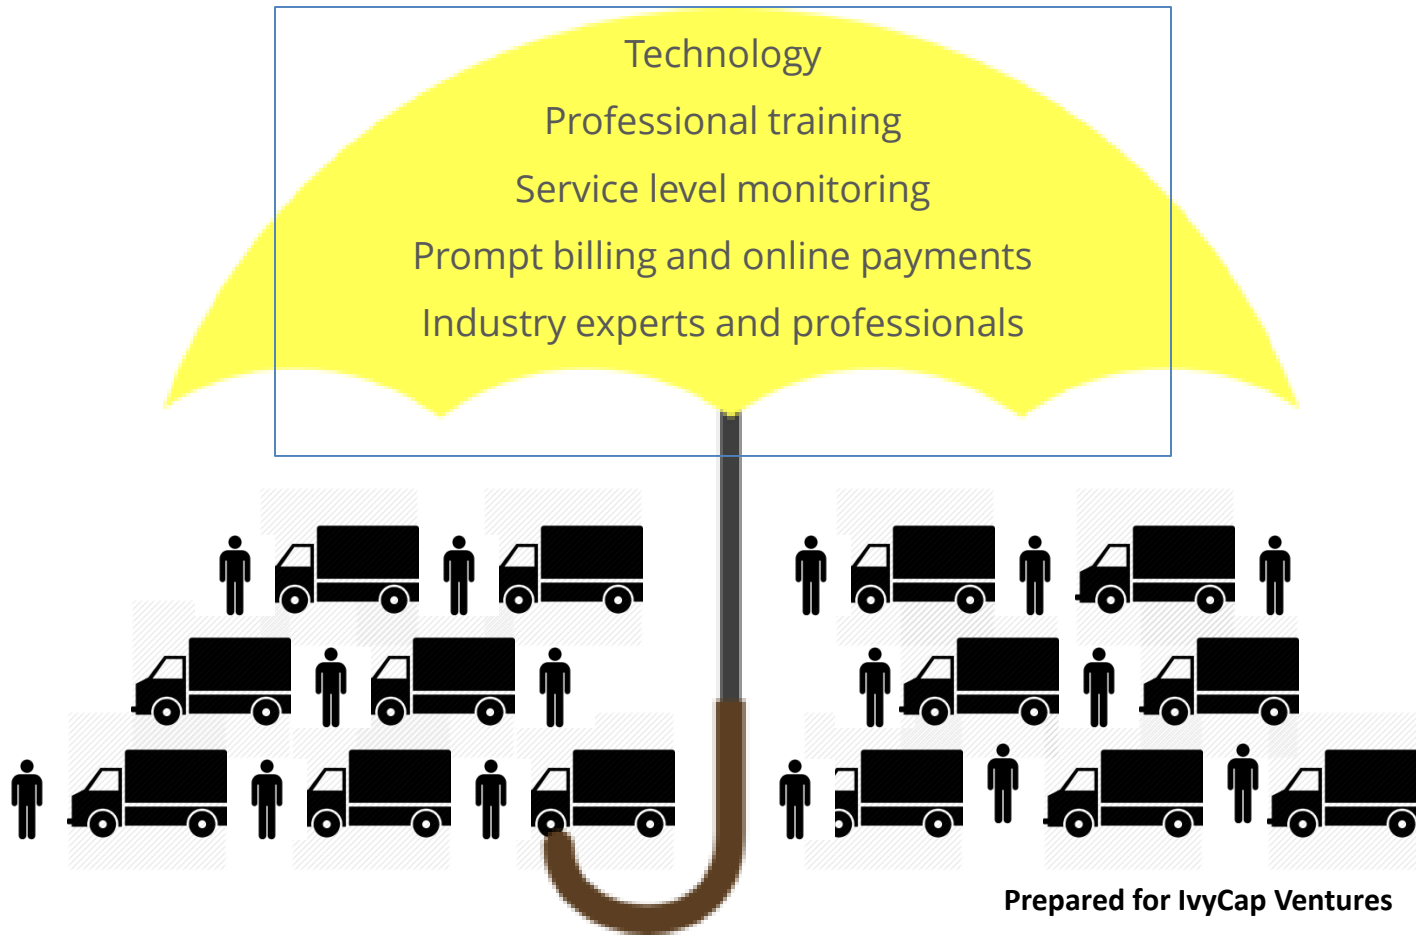 Technology
Professional training
Service level monitoring
Prompt billing and online payments
Industry experts and professionals
Prepared for IvyCap Ventures